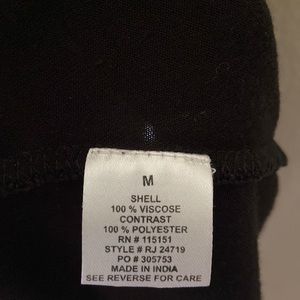 M
SHELL
100 % VISCOSE
CONTRAST
100 % POLYESTER
RN # 115151
STYLE # RJ 24719
PO # 305753
MADE IN INDIA
SEE REVERSE FOR CARE